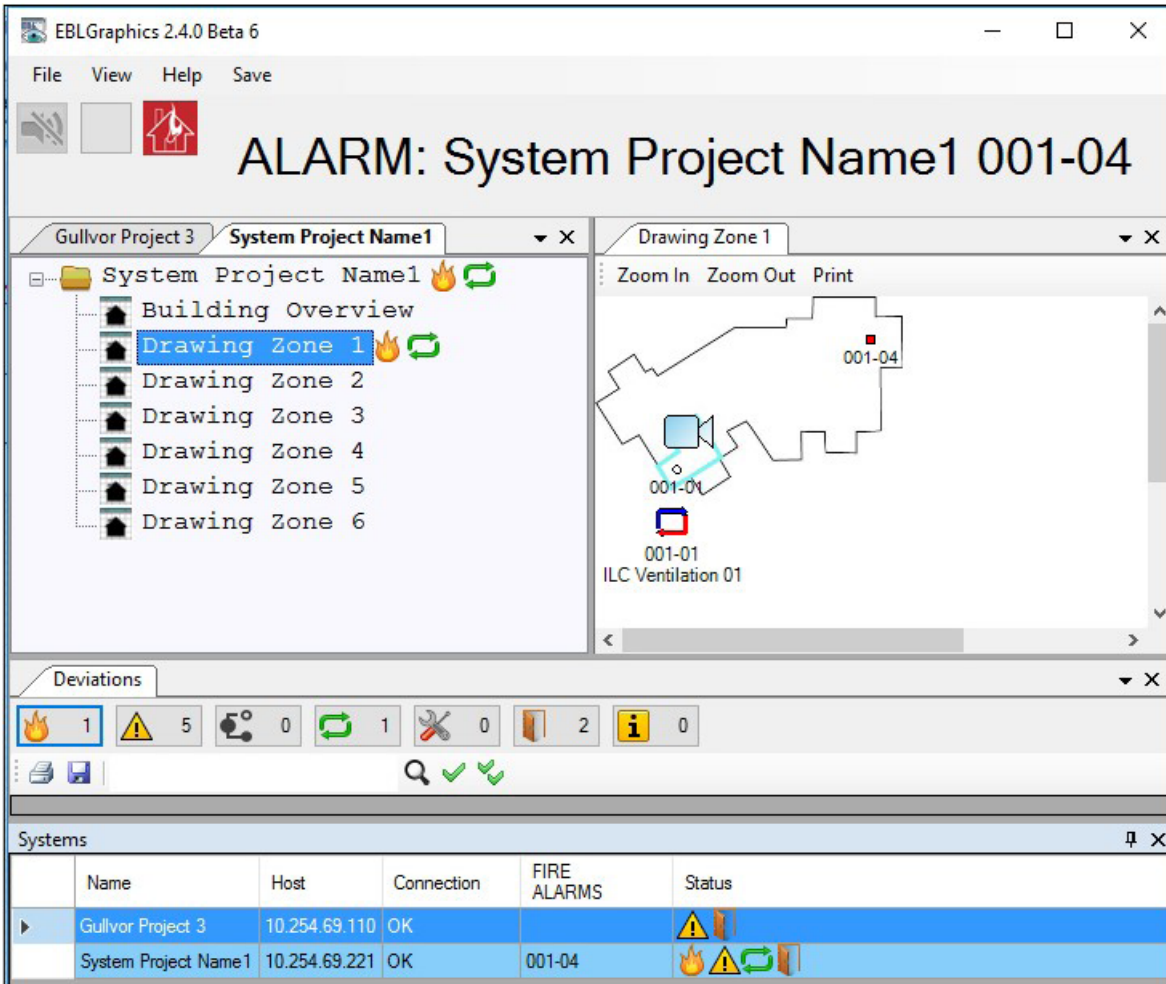 EBLGraphics 2.4.0 Beta 6
File View Help Save
ALARM: System Project Name1 001-04
Gullvor Project 3 System Project Name1
System Project Name1
Building Overview
Drawing Zone 1
Drawing Zone 2
Drawing Zone 3
Drawing Zone 4
Drawing Zone 5
Drawing Zone 6
Drawing Zone 1
Zoom In Zoom Out Print
001-04
001-01
001-01
ILC Ventilation 01
Deviations
1 5 0 1 0 2 0
Systems
Name Host Connection FIRE ALARMS Status
Gullvor Project 3 10.254.69.110 OK
System Project Name1 10.254.69.221 OK 001-04